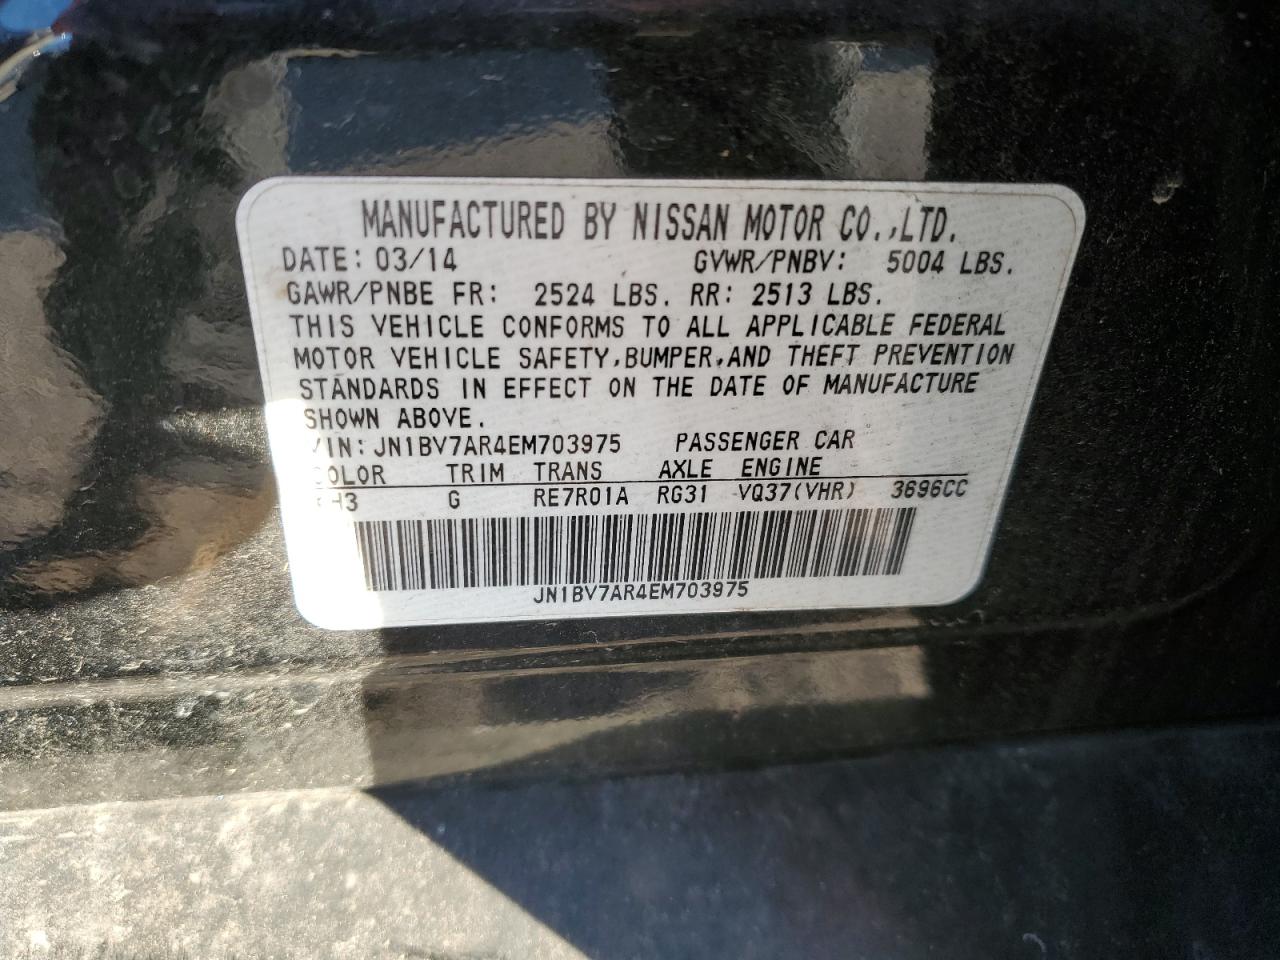 MANUFACTURED BY NISSAN MOTOR CO.,LTD.
DATE: 03/14 GVWR/PNBV: 5004 LBS.
GAWR/PNBE FR: 2524 LBS. RR: 2513 LBS.
THIS VEHICLE CONFORMS TO ALL APPLICABLE FEDERAL
MOTOR VEHICLE SAFETY,BUMPER,AND THEFT PREVENTION
STANDARDS IN EFFECT ON THE DATE OF MANUFACTURE
SHOWN ABOVE.
VIN: JN1BV7AR4EM703975 PASSENGER CAR
COLOR TRIM TRANS AXLE ENGINE
G RE7R01A RG31 VQ37(VHR) 3696CC
JN1BV7AR4EM703975